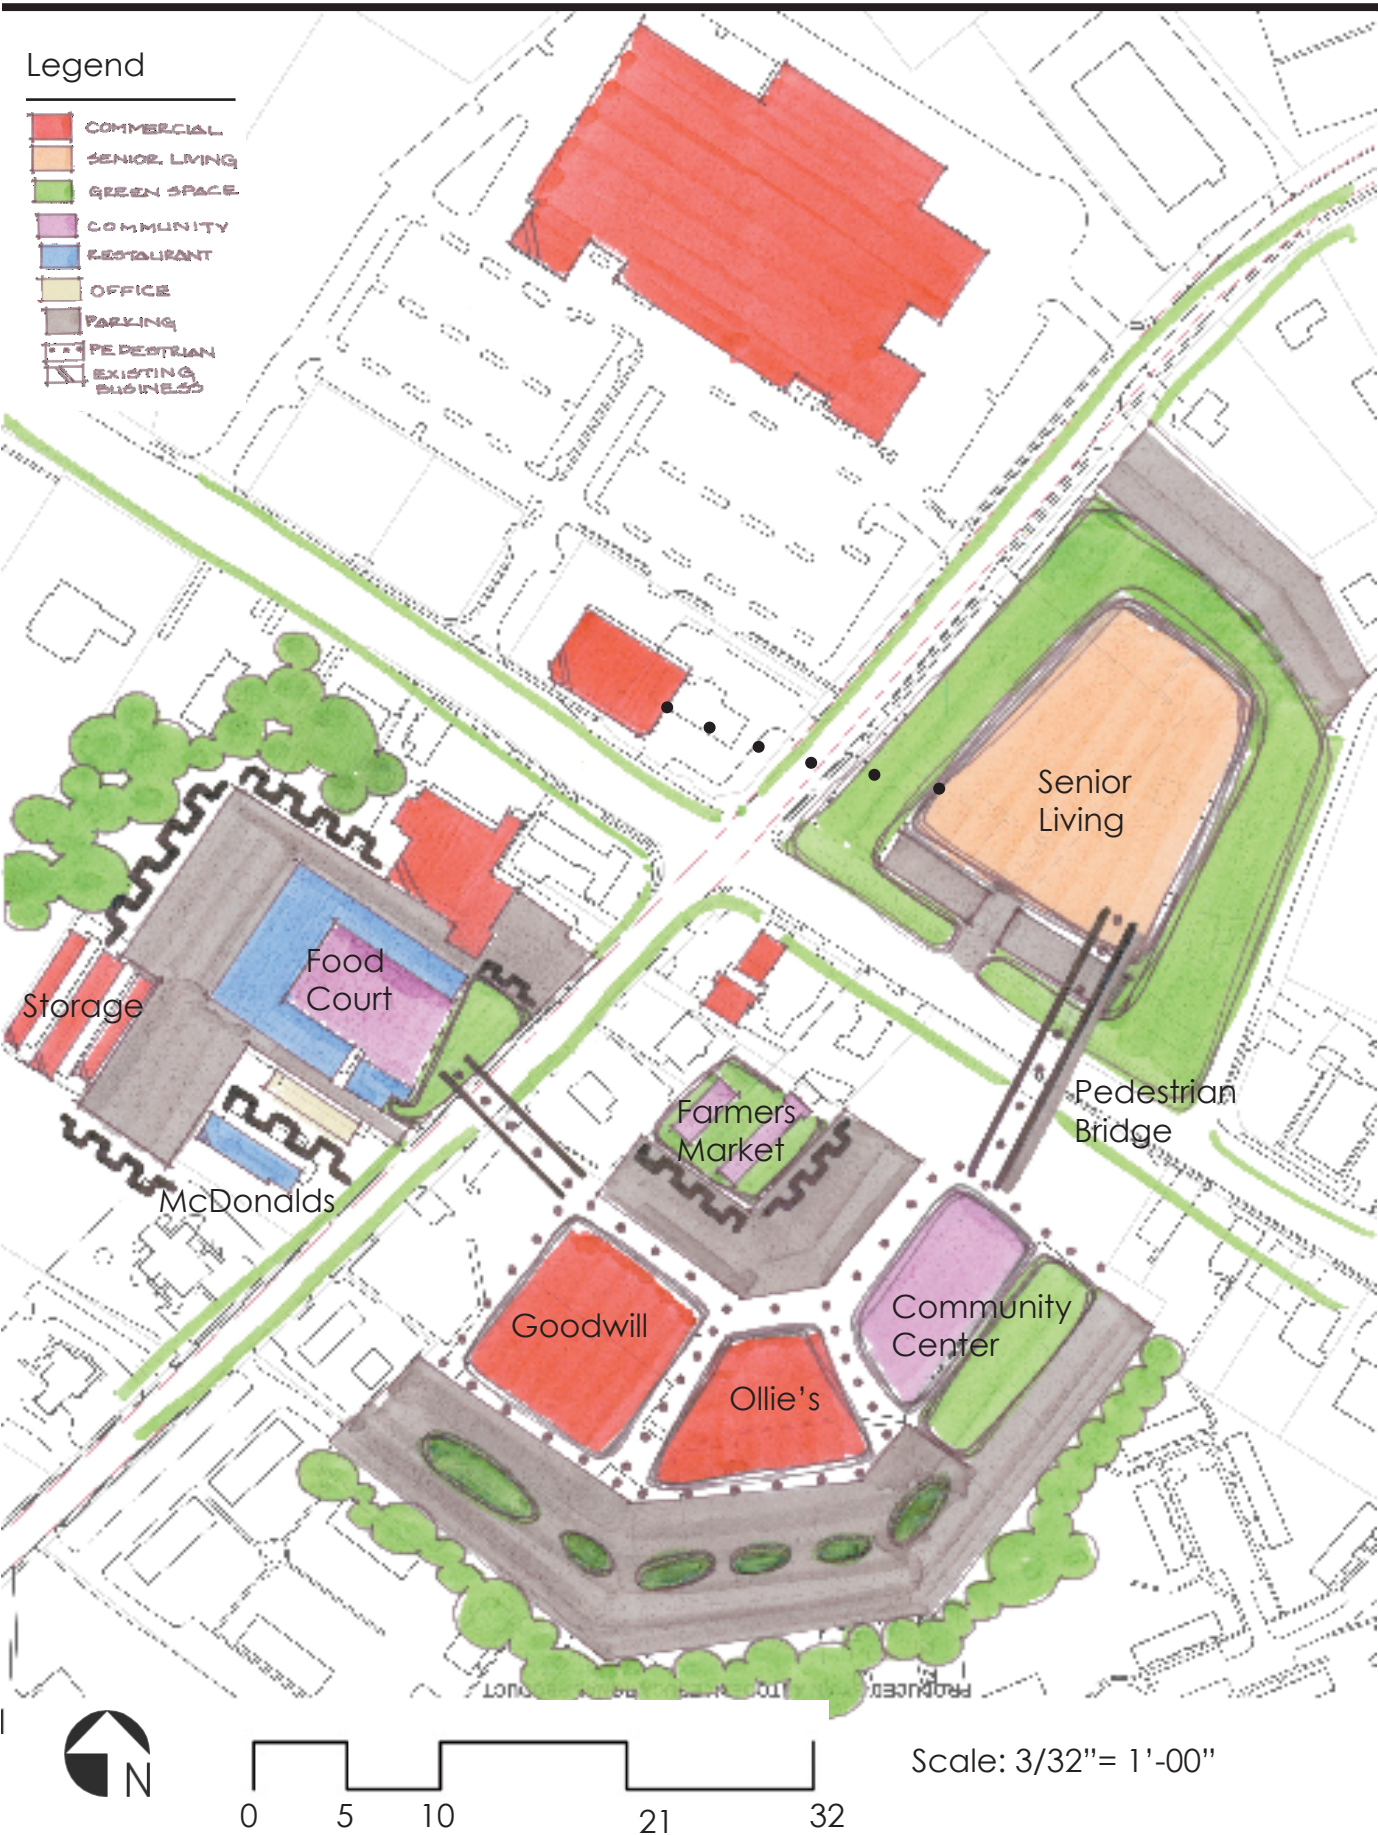 Legend
COMMERCIAL
SENIOR LIVING
GREEN SPACE
COMMUNITY
RESTAURANT
OFFICE
PARKING
PEDESTRIAN
EXISTING
BUSINESS
Senior
Living
Food
Court
Storage
Pedestrian
Bridge
Farmers
Market
McDonalds
Community
Center
Goodwill
Ollie's
N
0 5 10 21 32
Scale: 3/32”= 1’-00”